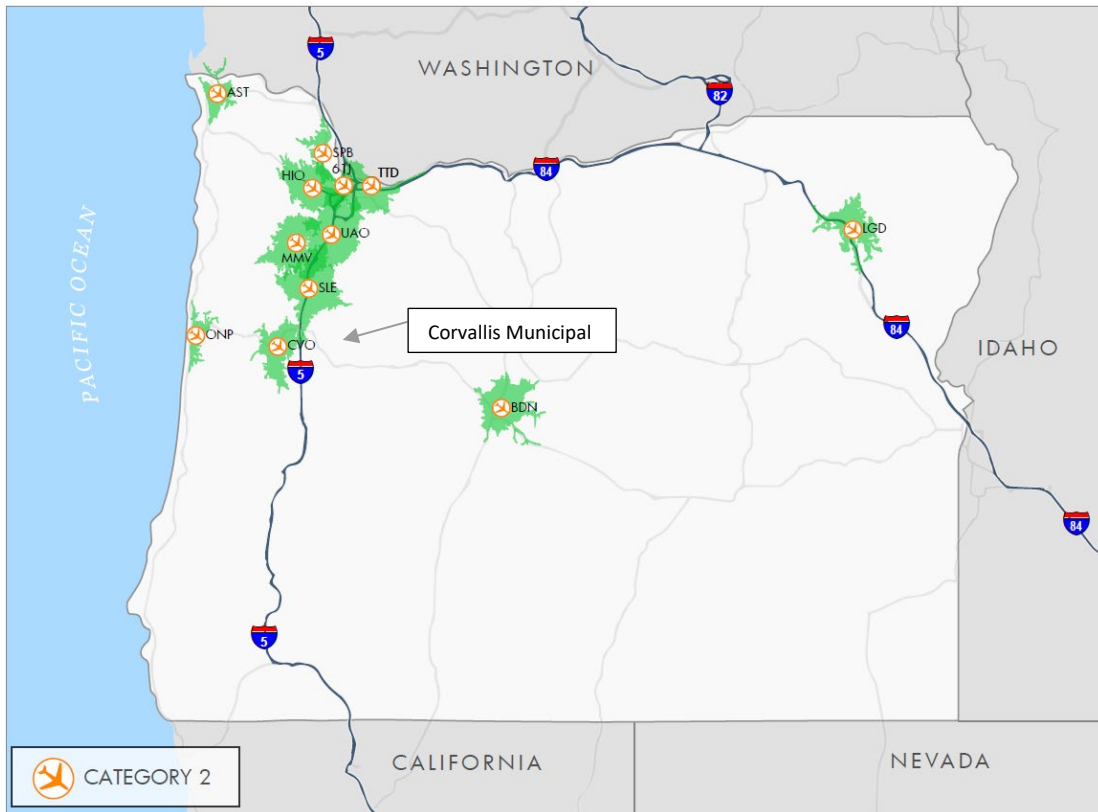 5
WASHINGTON
82
AST
SPB
6TJ
TTD
84
HIO
LGD
UAO
MMV
PACIFIC OCEAN
SLE
84
ONP
Corvallis Municipal
CVO
IDAHO
5
BDN
84
5
CATEGORY 2
CALIFORNIA
NEVADA